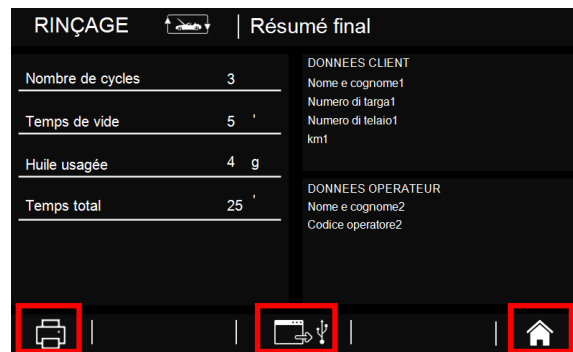 RINÇAGE
Résumé final
Nombre de cycles 3
Temps de vide 5 '
Huile usagée 4 g
Temps total 25 '
DONNEES CLIENT
Nome e cognome1
Numero di targa1
Numero di telaio1
km1
DONNEES OPERATEUR
Nome e cognome2
Codice operatore2